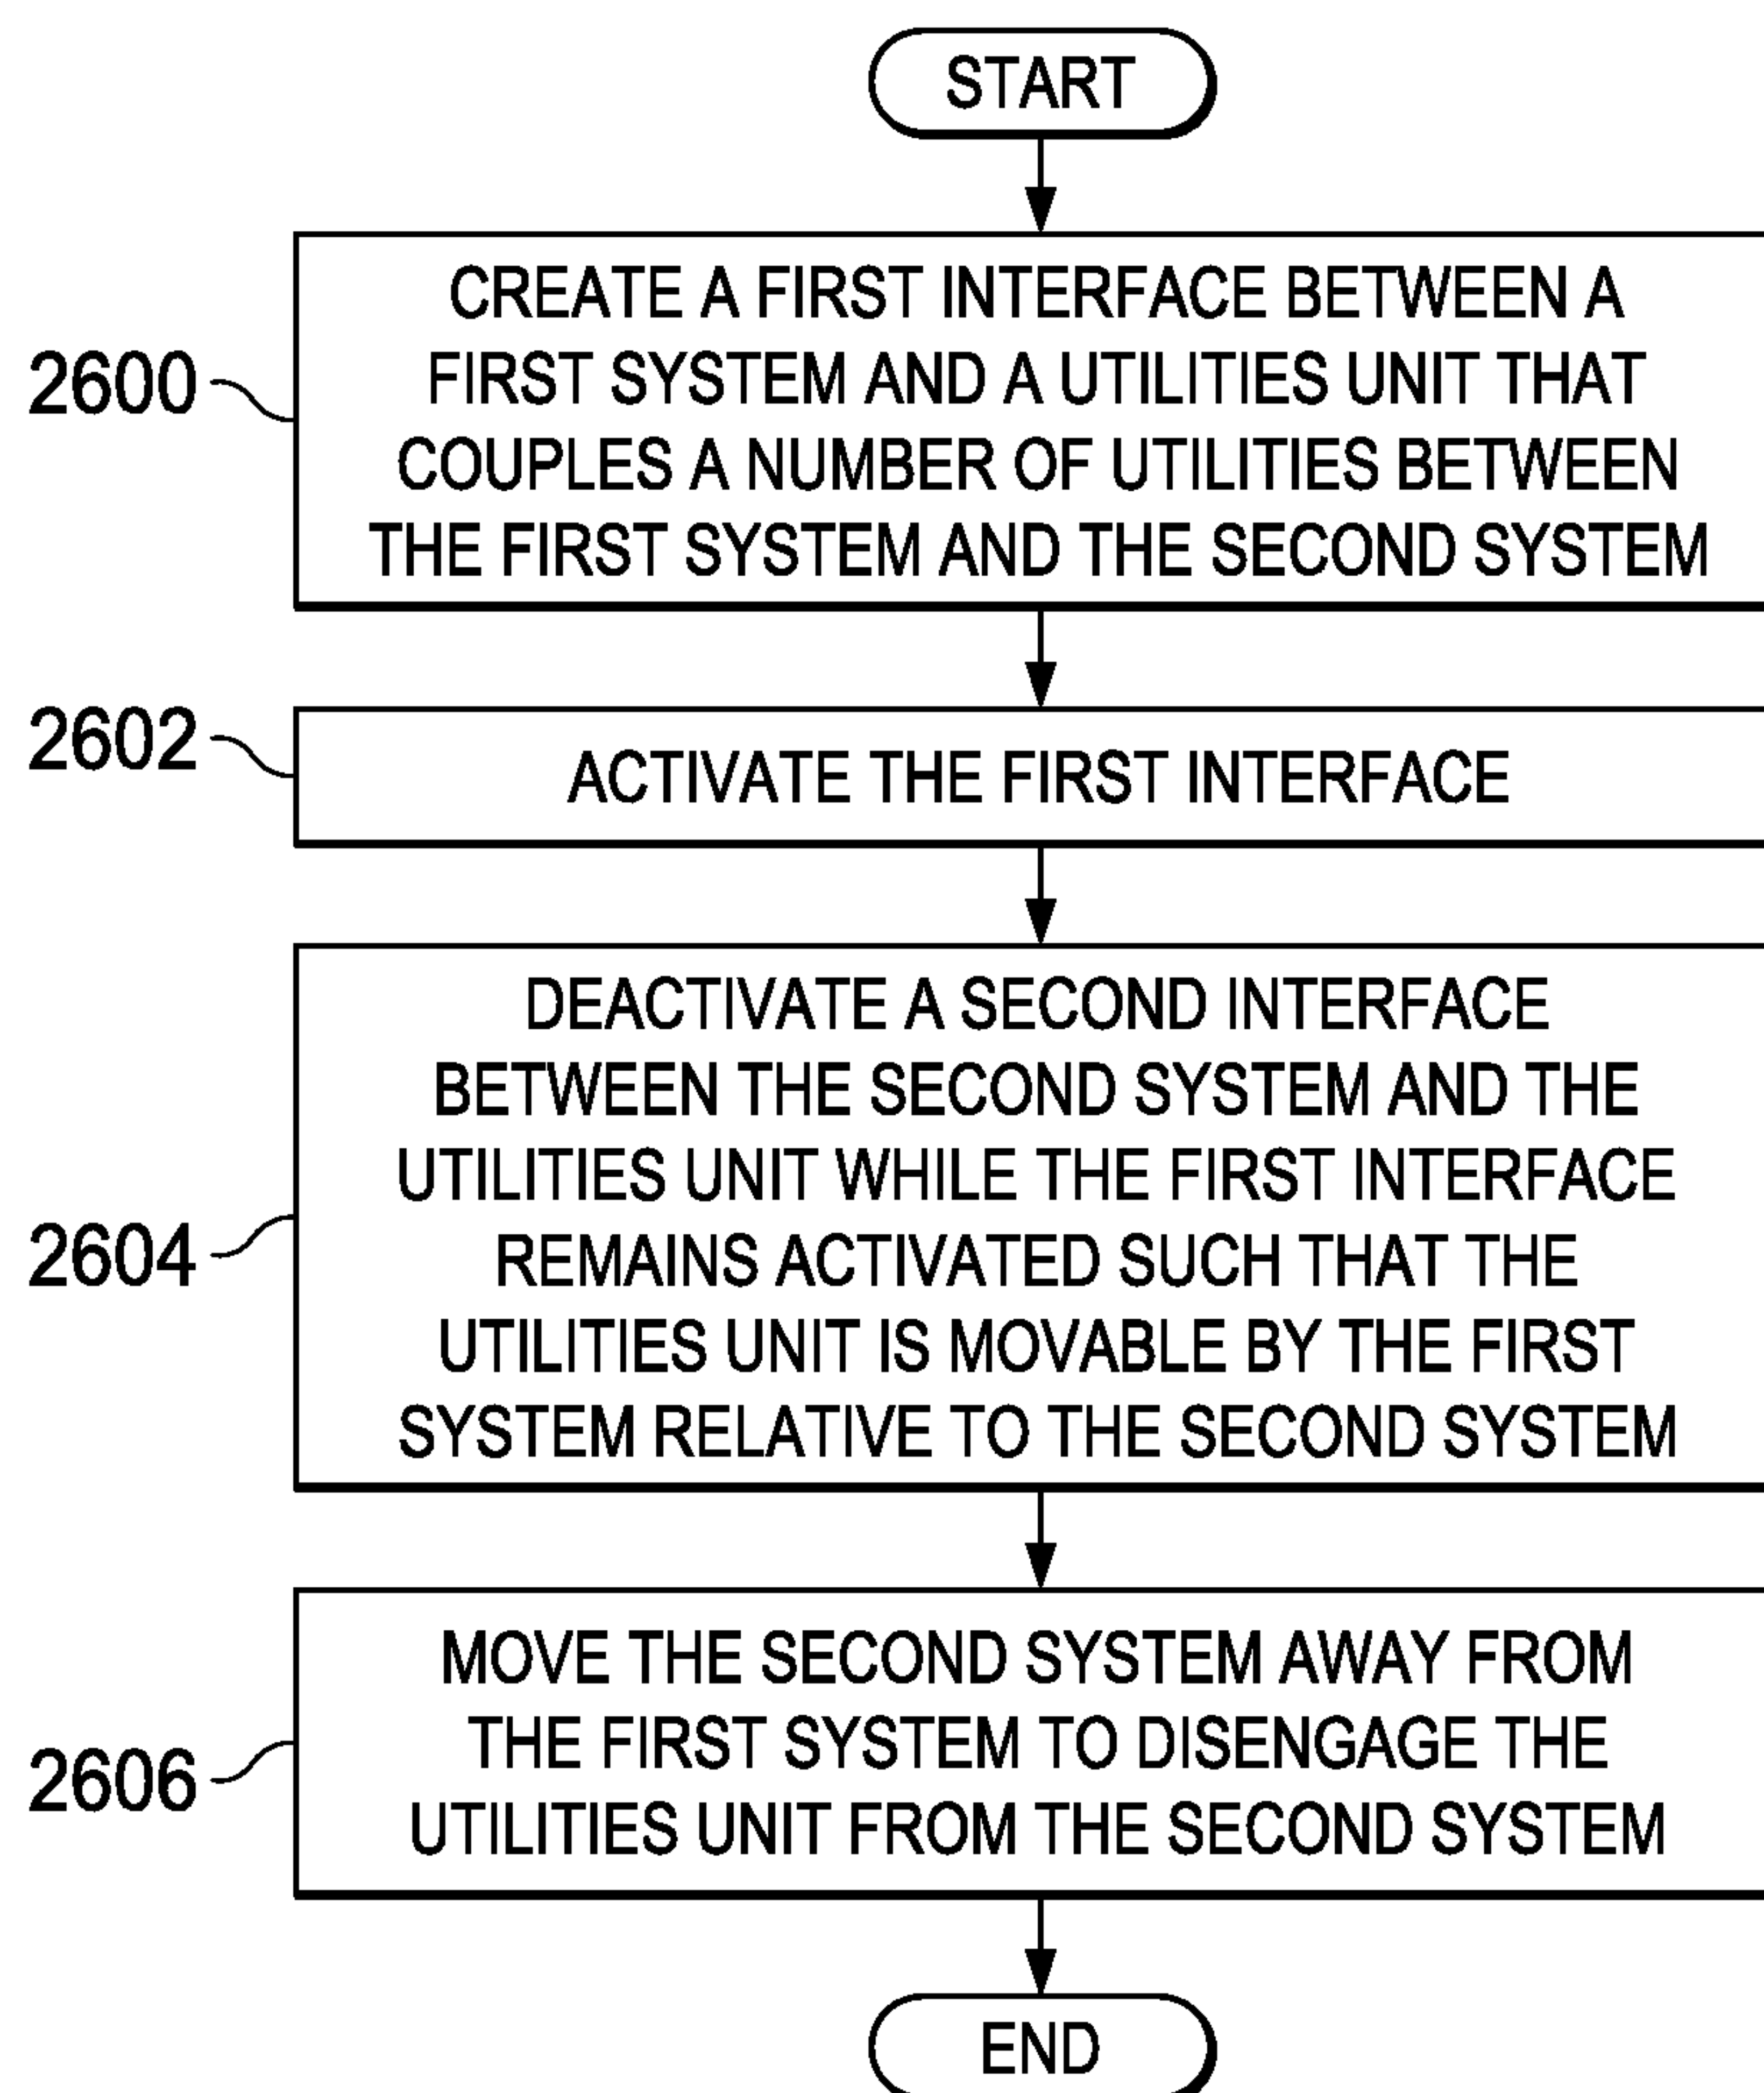 START
2600
CREATE A FIRST INTERFACE BETWEEN A
FIRST SYSTEM AND A UTILITIES UNIT THAT
COUPLES A NUMBER OF UTILITIES BETWEEN
THE FIRST SYSTEM AND THE SECOND SYSTEM
2602
ACTIVATE THE FIRST INTERFACE
2604
DEACTIVATE A SECOND INTERFACE
BETWEEN THE SECOND SYSTEM AND THE
UTILITIES UNIT WHILE THE FIRST INTERFACE
REMAINS ACTIVATED SUCH THAT THE
UTILITIES UNIT IS MOVABLE BY THE FIRST
SYSTEM RELATIVE TO THE SECOND SYSTEM
2606
MOVE THE SECOND SYSTEM AWAY FROM
THE FIRST SYSTEM TO DISENGAGE THE
UTILITIES UNIT FROM THE SECOND SYSTEM
END